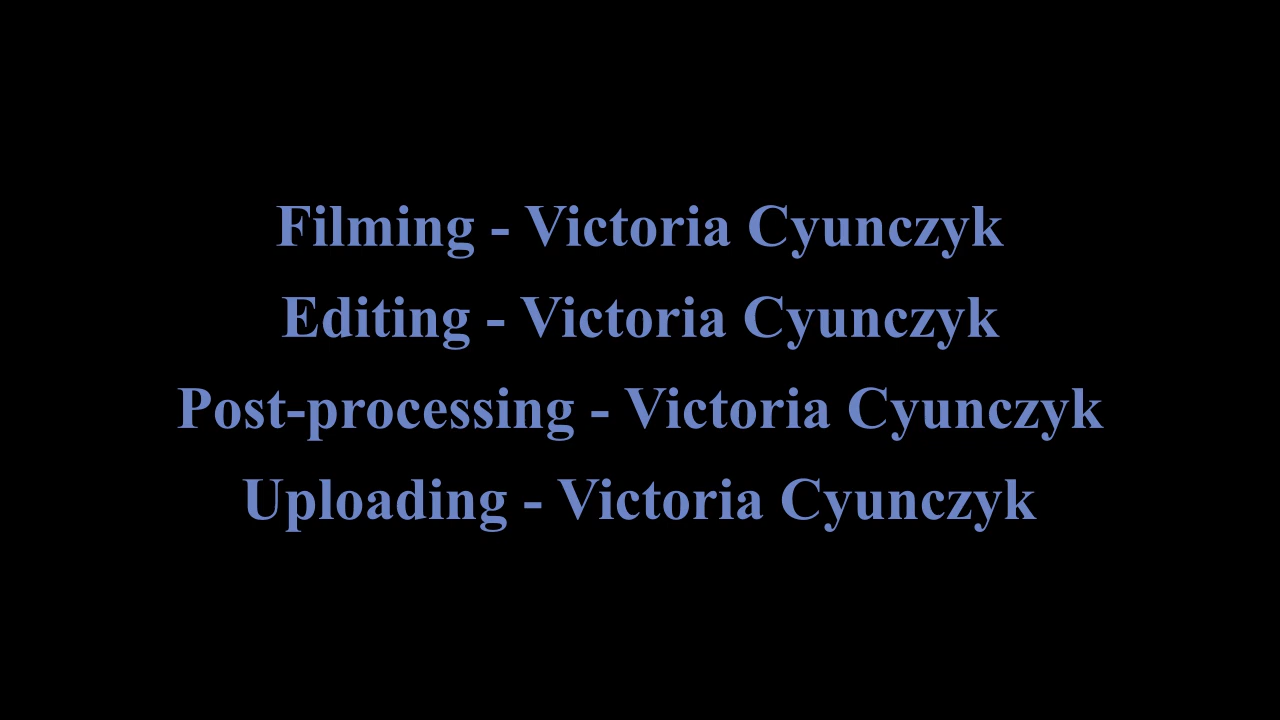 Filming - Victoria Cyunczyk
Editing - Victoria Cyunczyk
Post-processing - Victoria Cyunczyk
Uploading - Victoria Cyunczyk